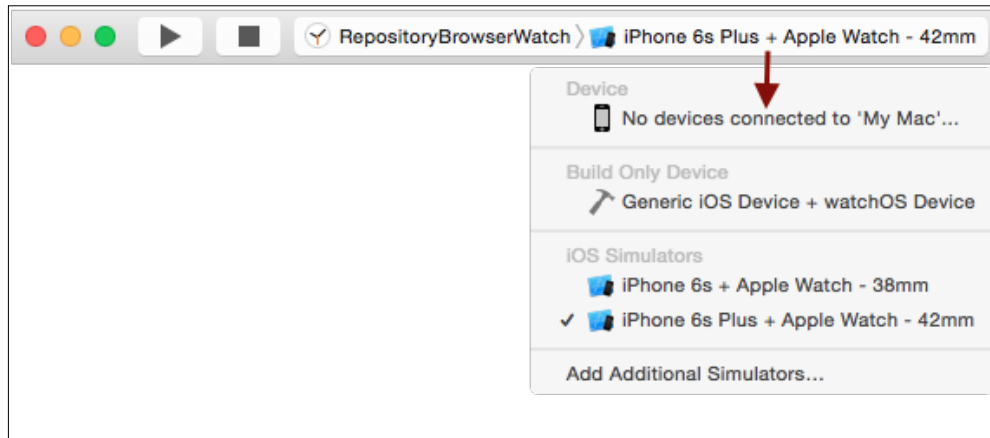 RepositoryBrowserWatch 〉 iPhone 6s Plus + Apple Watch - 42mm
Device
No devices connected to 'My Mac'...
Build Only Device
Generic iOS Device + watchOS Device
iOS Simulators
iPhone 6s + Apple Watch - 38mm
✓ iPhone 6s Plus + Apple Watch - 42mm
Add Additional Simulators...